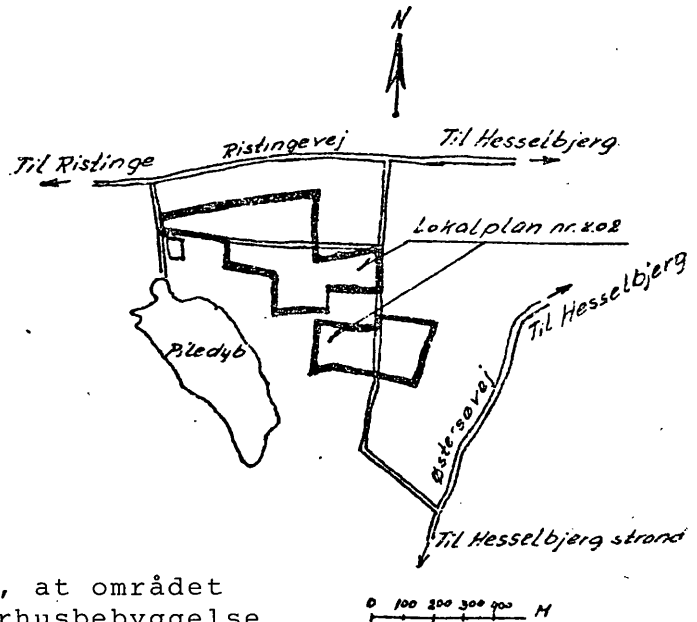 N
Ristingevej
Til Hesselbjerg
Til Ristinge
Lokalplan nr. 2.02
Til Hesselbjerg
Piledyb
Østersøvej
Til Hesselbjerg strand
, at området
rhusbebyggelse
0 100 200 300 400 M